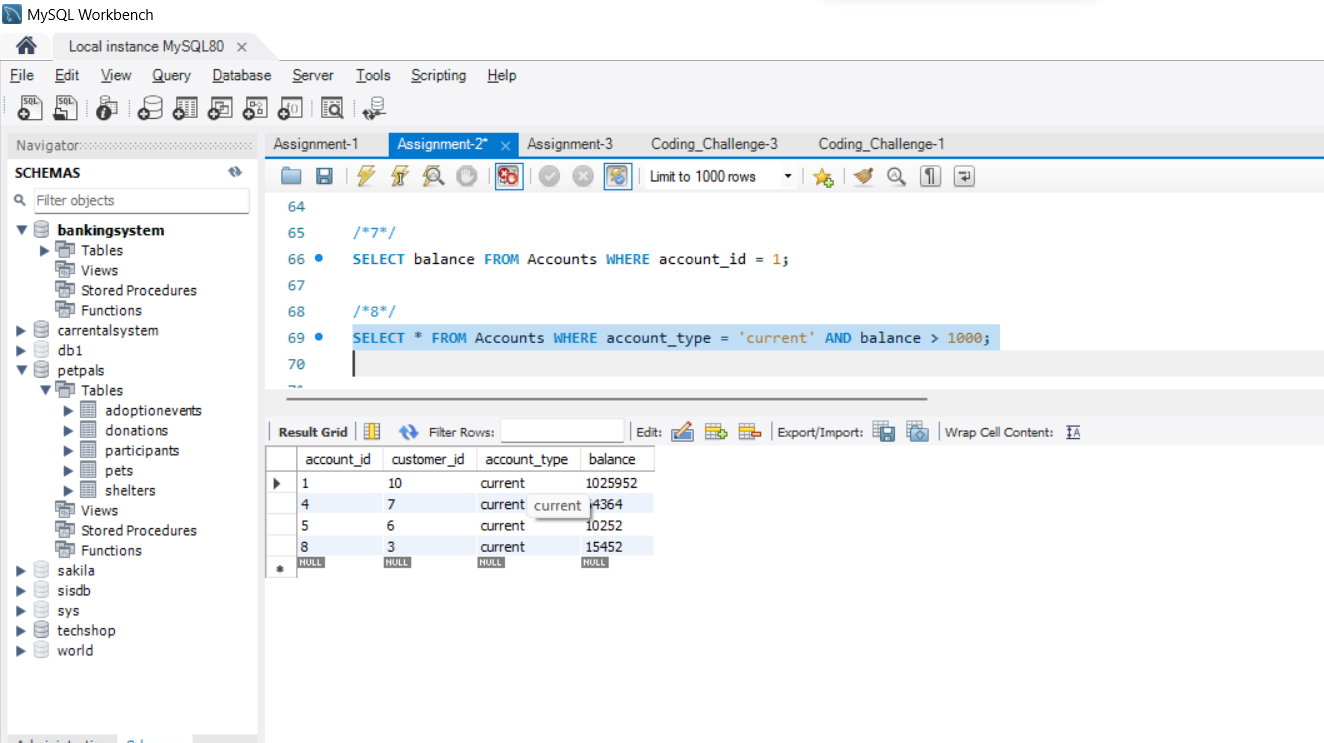 MySQL Workbench
Local instance MySQL80
File Edit View Query Database Server Tools Scripting Help
Navigator
SCHEMAS
Filter objects
bankingsystem
Tables
Views
Stored Procedures
Functions
carrentalsystem
db1
petpals
Tables
adoptionevents
donations
participants
pets
shelters
Views
Stored Procedures
Functions
sakila
sisdb
sys
techshop
world
Assignment-1 Assignment-2* Assignment-3 Coding_Challenge-3 Coding_Challenge-1
Limit to 1000 rows
64
65 /*7*/
66 SELECT balance FROM Accounts WHERE account_id = 1;
67
68 /*8*/
69 SELECT * FROM Accounts WHERE account_type = 'current' AND balance > 1000;
70
Result Grid Filter Rows: Edit: Export/Import: Wrap Cell Content:
account_id customer_id account_type balance
1 10 current 1025952
4 7 current current
5 6 current 10252
8 3 current 15452
NULL NULL NULL NULL